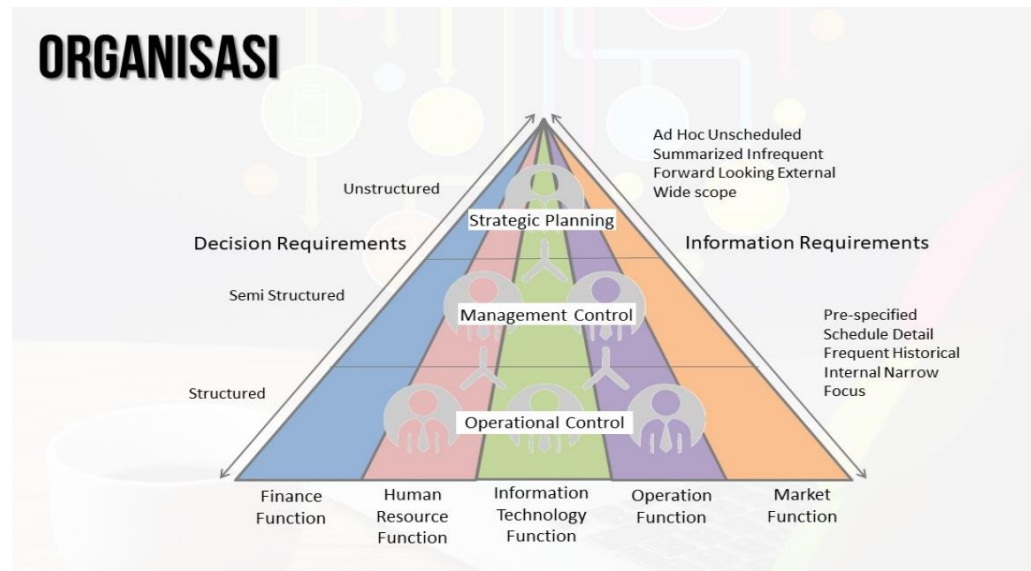 ORGANISASI
Ad Hoc Unscheduled
Summarized Infrequent
Forward Looking External
Wide scope
Unstructured
Strategic Planning
Decision Requirements
Information Requirements
Semi Structured
Management Control
Pre-specified
Schedule Detail
Frequent Historical
Internal Narrow
Focus
Structured
Operational Control
Finance
Function
Human
Resource
Function
Information
Technology
Function
Operation
Function
Market
Function